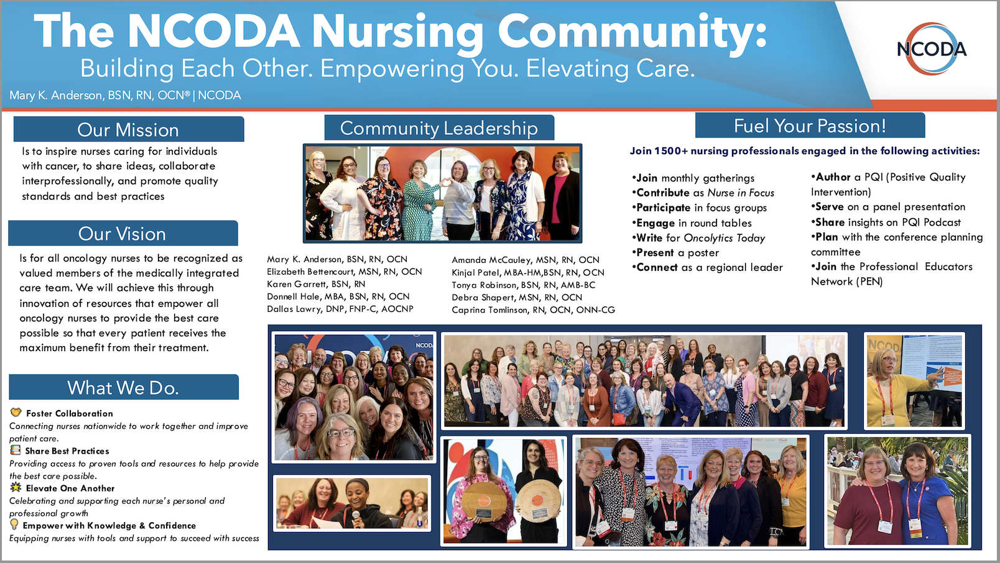 The NCODA Nursing Community:
Building Each Other. Empowering You. Elevating Care.
Mary K. Anderson, BSN, RN, OCN® | NCODA
NCODA
Our Mission
Is to inspire nurses caring for individuals
with cancer, to share ideas, collaborate
interprofessionally, and promote quality
standards and best practices
Our Vision
Is for all oncology nurses to be recognized as
valued members of the medically integrated
care team. We will achieve this through
innovation of resources that empower all
oncology nurses to provide the best care
possible so that every patient receives the
maximum benefit from their treatment.
What We Do.
Foster Collaboration
Connecting nurses nationwide to work together and improve
patient care.
Share Best Practices
Providing access to proven tools and resources to help provide
the best care possible.
Elevate One Another
Celebrating and supporting each nurse's personal and
professional growth
Empower with Knowledge & Confidence
Equipping nurses with tools and support to succeed with success
Community Leadership
Mary K. Anderson, BSN, RN, OCN
Elizabeth Bettencourt, MSN, RN, OCN
Karen Garrett, BSN, RN
Donnell Hale, MBA, BSN, RN, OCN
Dallas Lawry, DNP, FNP-C, AOCNP
Amanda McCauley, MSN, RN, OCN
Kinjal Patel, MBA-HM,BSN, RN, OCN
Tonya Robinson, BSN, RN, AMB-BC
Debra Shapert, MSN, RN, OCN
Caprina Tomlinson, RN, OCN, ONN-CG
Fuel Your Passion!
Join 1500+ nursing professionals engaged in the following activities:
•Join monthly gatherings
•Contribute as Nurse in Focus
•Participate in focus groups
•Engage in round tables
•Write for Oncolytics Today
•Present a poster
•Connect as a regional leader
•Author a PQI (Positive Quality
Intervention)
•Serve on a panel presentation
•Share insights on PQI Podcast
•Plan with the conference planning
committee
•Join the Professional Educators
Network (PEN)
NCODA
NCOD
RESULTS
NCODA